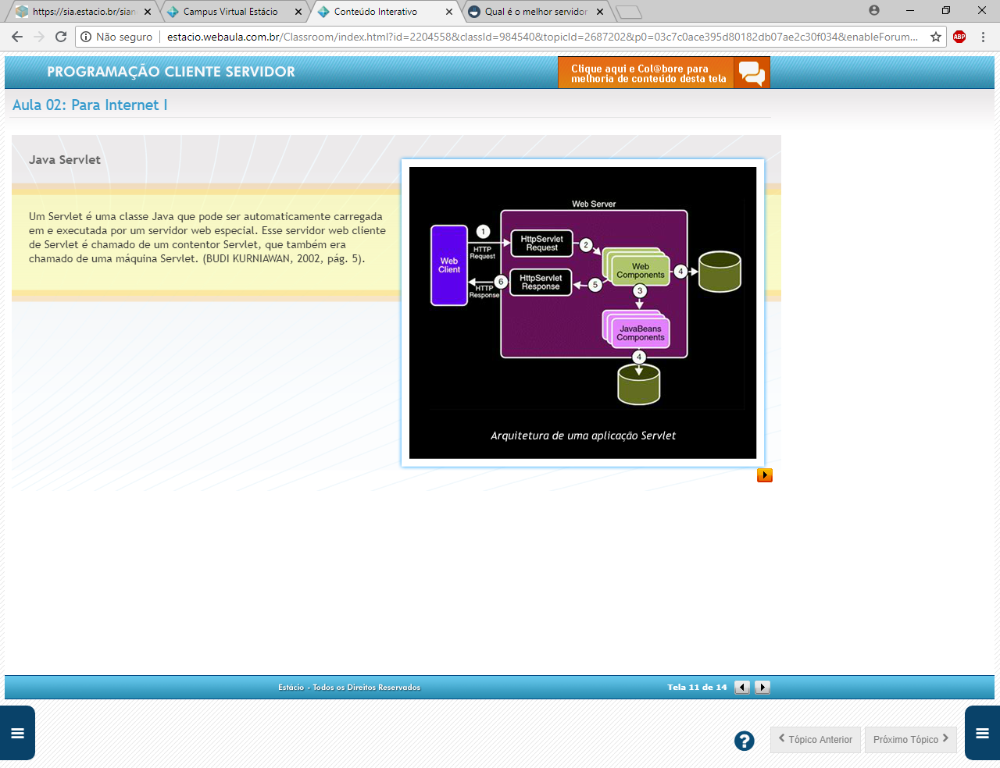 https://sia.estacio.br/sian
Campus Virtual Estácio
Conteúdo Interativo
Qual é o melhor servidor
Não seguro
estacio.webaula.com.br/Classroom/index.html?id=2204558&classId=984540&topicId=2687202&p0=03c7c0ace395d80182db07ae2c30f034&enableForum...
ABP
PROGRAMAÇÃO CLIENTE SERVIDOR
Clique aqui e Col@bore para
melhoria de conteúdo desta tela
Aula 02: Para Internet I
Java Servlet
Um Servlet é uma classe Java que pode ser automaticamente carregada
em e executada por um servidor web especial. Esse servidor web cliente
de Servlet é chamado de um contentor Servlet, que também era
chamado de uma máquina Servlet. (BUDI KURNIAWAN, 2002, pág. 5).
Web Server
1
HTTP
Request
HttpServlet
Request
2
Web
Client
Web
Components
4
6
HTTP
Response
HttpServlet
Response
5
3
JavaBeans
Components
4
Arquitetura de uma aplicação Servlet
Estácio - Todos os Direitos Reservados
Tela 11 de 14
?
Tópico Anterior
Próximo Tópico